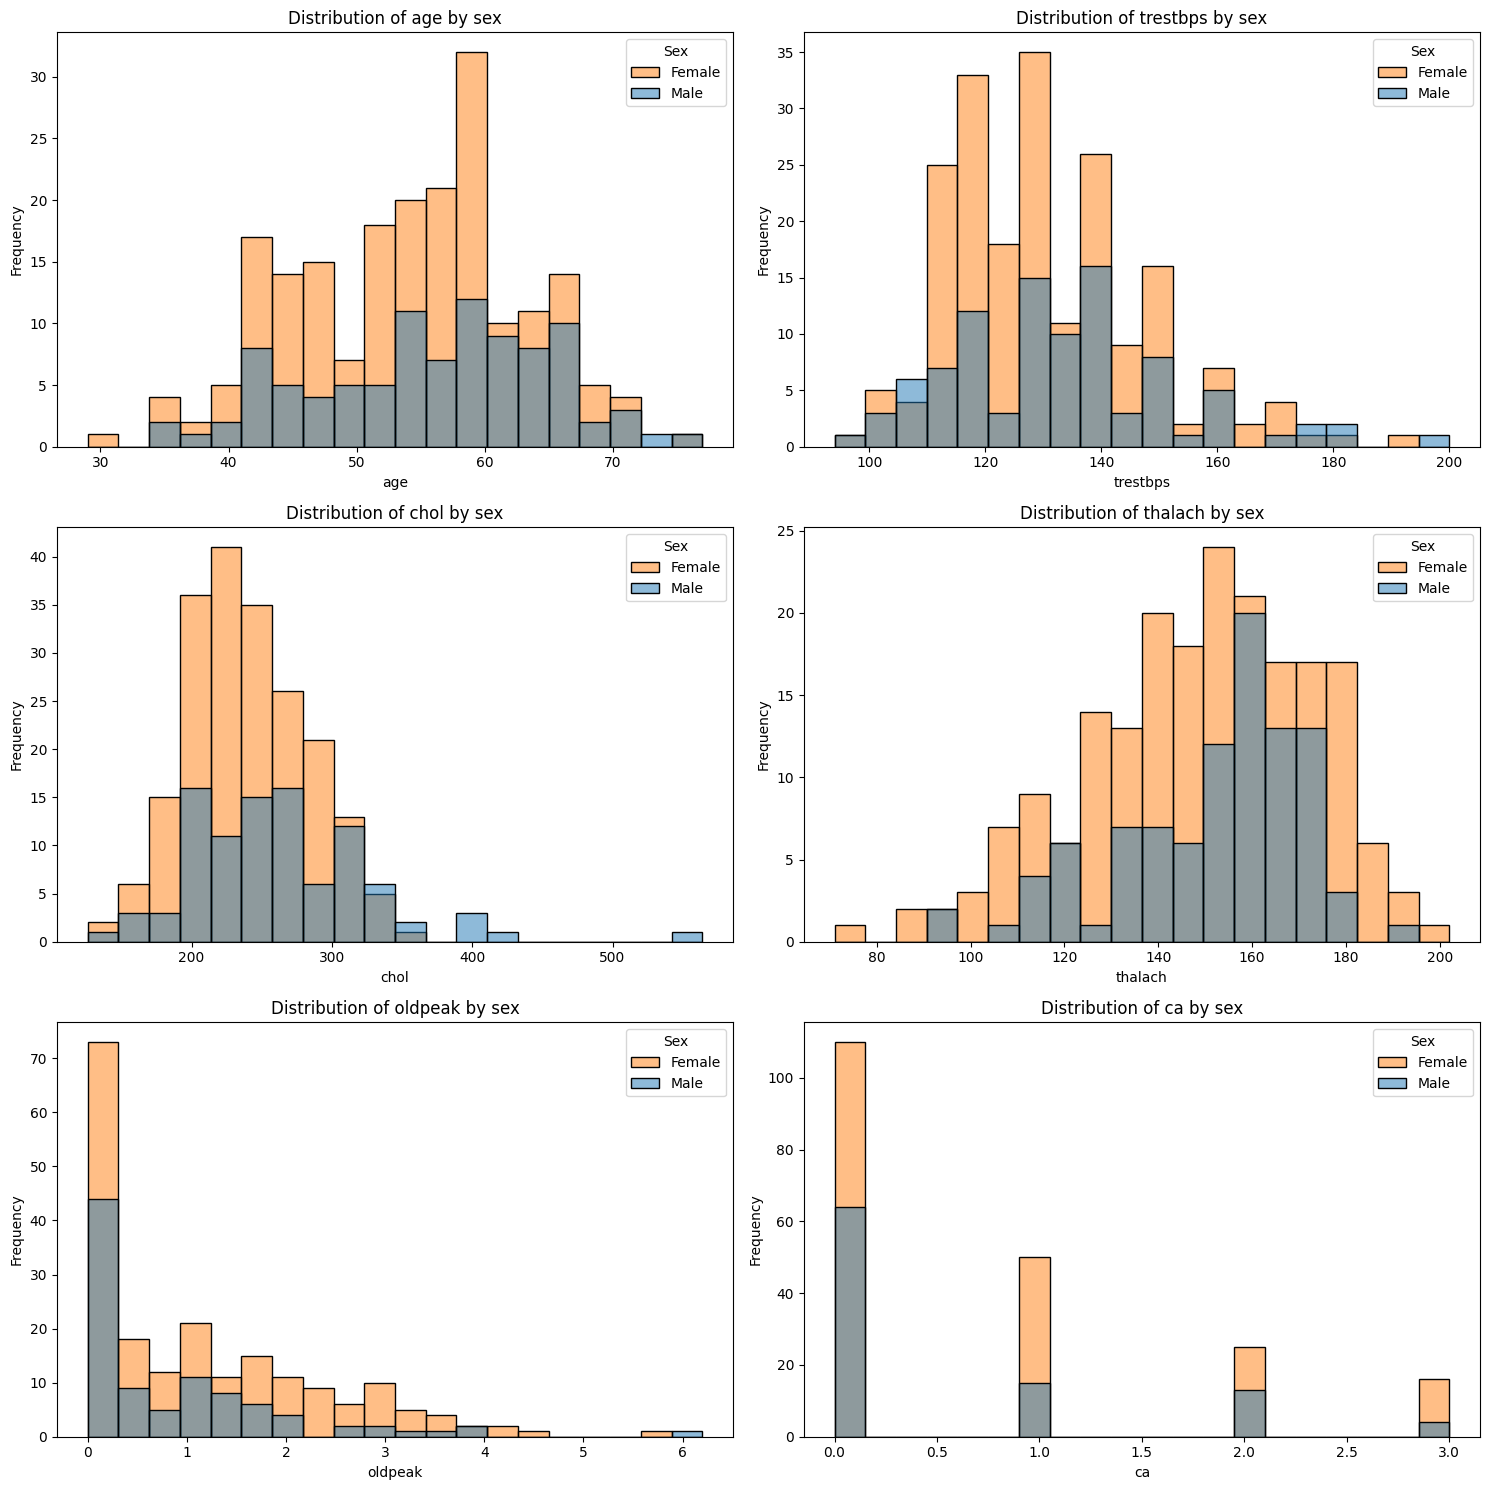 Distribution of age by sex
Frequency
0
5
10
15
20
25
30
30
40
50
60
70
age
Sex
Female
Male
Distribution of trestbps by sex
Frequency
0
5
10
15
20
25
30
35
100
120
140
160
180
200
trestbps
Sex
Female
Male
Distribution of chol by sex
Frequency
0
5
10
15
20
25
30
35
40
200
300
400
500
chol
Sex
Female
Male
Distribution of thalach by sex
Frequency
0
5
10
15
20
25
80
100
120
140
160
180
200
thalach
Sex
Female
Male
Distribution of oldpeak by sex
Frequency
0
10
20
30
40
50
60
70
0
1
2
3
4
5
6
oldpeak
Sex
Female
Male
Distribution of ca by sex
Frequency
0
20
40
60
80
100
0.0
0.5
1.0
1.5
2.0
2.5
3.0
ca
Sex
Female
Male